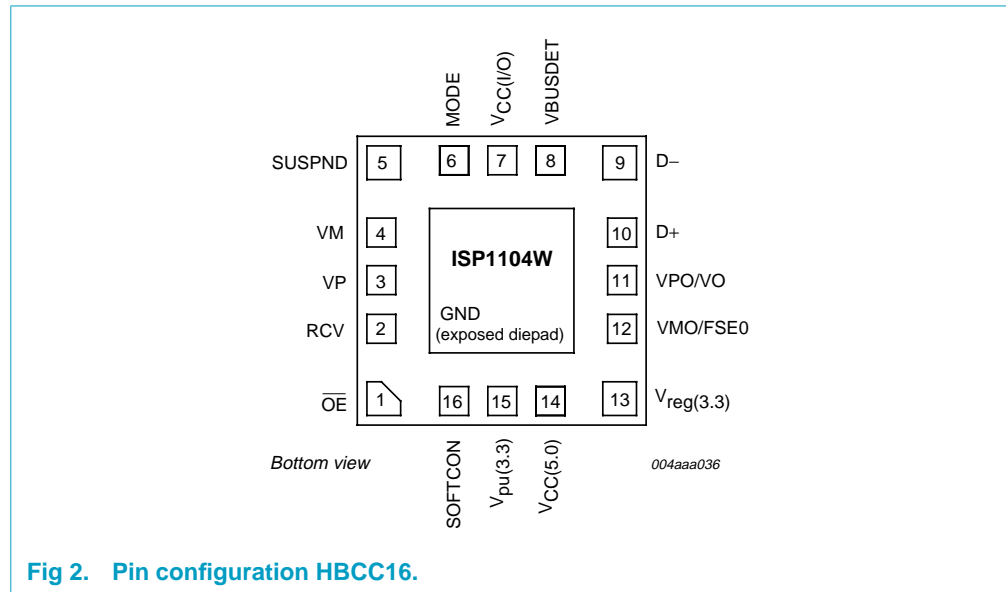 MODE
VCC(I/O)
VBUSDET
SUSPND 5 6 7 8 9 D−
VM 4 10 D+
ISP1104W
VP 3 11 VPO/VO
GND
(exposed diepad)
RCV 2 12 VMO/FSE0
OE 1 16 15 14 13 Vreg(3.3)
Bottom view
SOFTCON
Vpu(3.3)
VCC(5.0)
004aaa036
Fig 2. Pin configuration HBCC16.